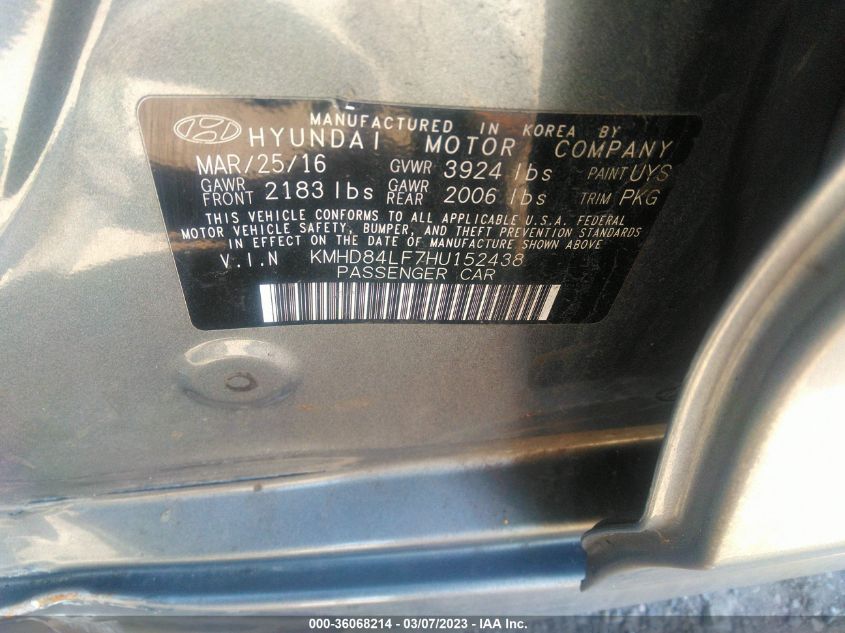 MANUFACTURED IN KOREA BY
HYUNDAI MOTOR COMPANY
MAR/25/16 GVWR 3924 lbs PAINT UYS
GAWR FRONT 2183 lbs GAWR REAR 2006 lbs TRIM PKG
THIS VEHICLE CONFORMS TO ALL APPLICABLE U.S.A. FEDERAL
MOTOR VEHICLE SAFETY, BUMPER, AND THEFT PREVENTION STANDARDS
IN EFFECT ON THE DATE OF MANUFACTURE SHOWN ABOVE
V.I.N KMHD84LF7HU152438
PASSENGER CAR
000-36068214 - 03/07/2023 - IAA Inc.